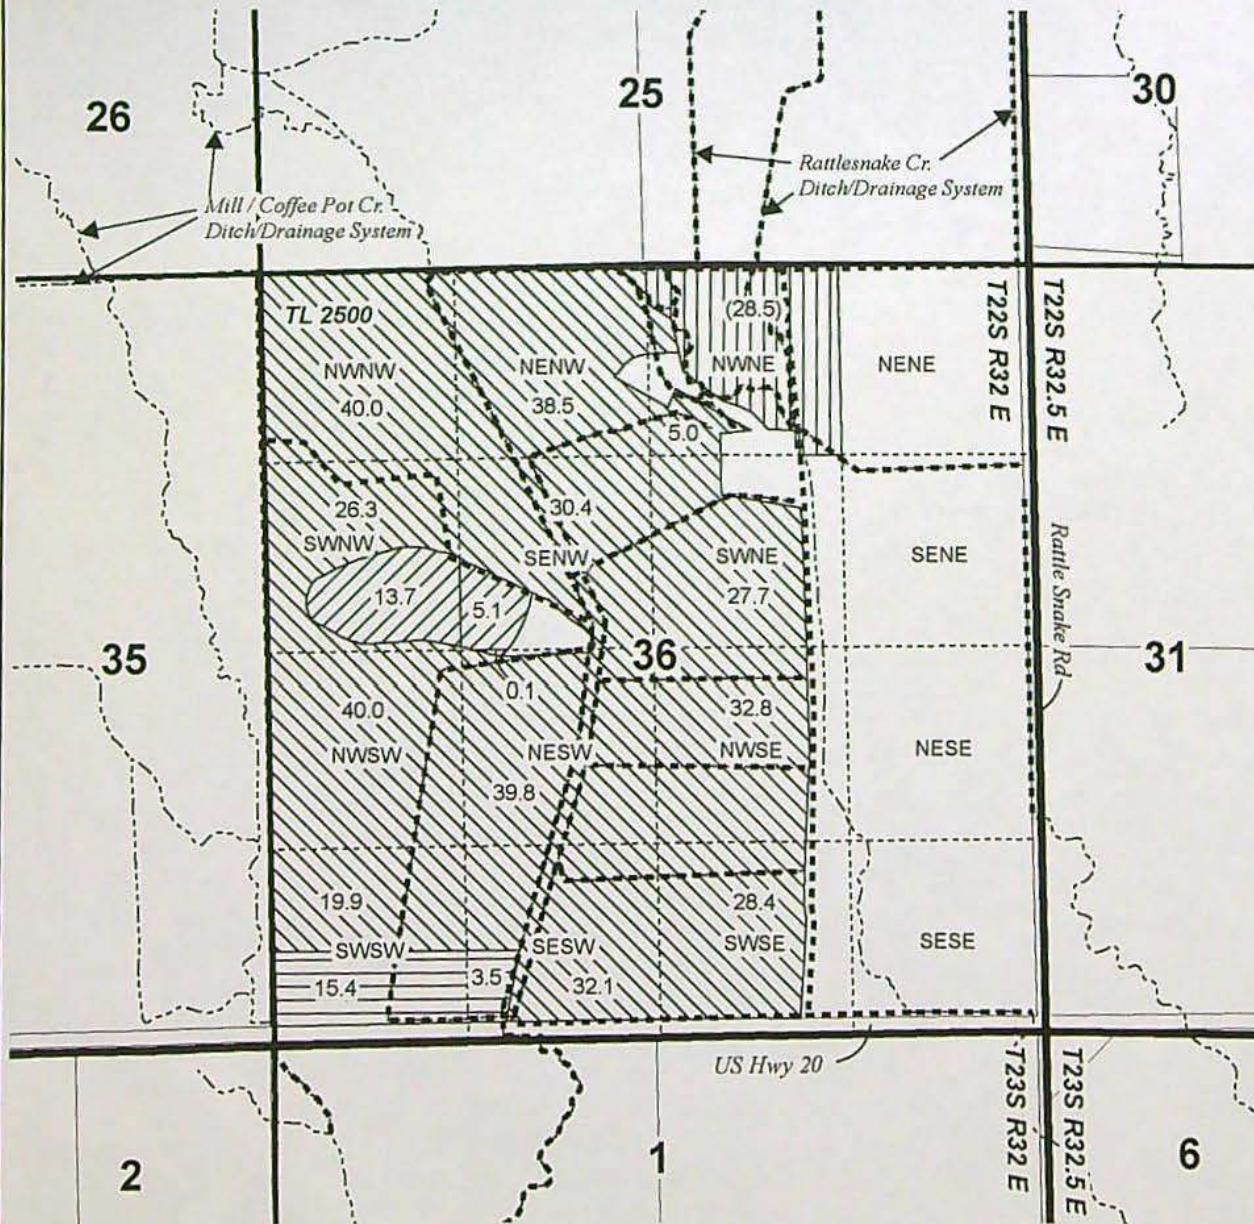 26
25
30
Rattlesnake Cr.
Ditch/Drainage System
Mill / Coffee Pot Cr.
Ditch/Drainage System
TL 2500
(28.5)
T22S R32 E
T22S R32.5 E
NWNW
40.0
NENW
38.5
NWNE
NENE
5.0
26.3
SWNW
30.4
SENW
SWNE
27.7
SENE
Rattle Snake Rd
13.7
5.1
35
36
31
0.1
40.0
NWSW
NESW
39.8
32.8
NWSE
NESE
19.9
SWSW
15.4
3.5
SESW
32.1
28.4
SWSE
SESE
US Hwy 20
T23S R32 E
T23S R32.5 E
2
1
6